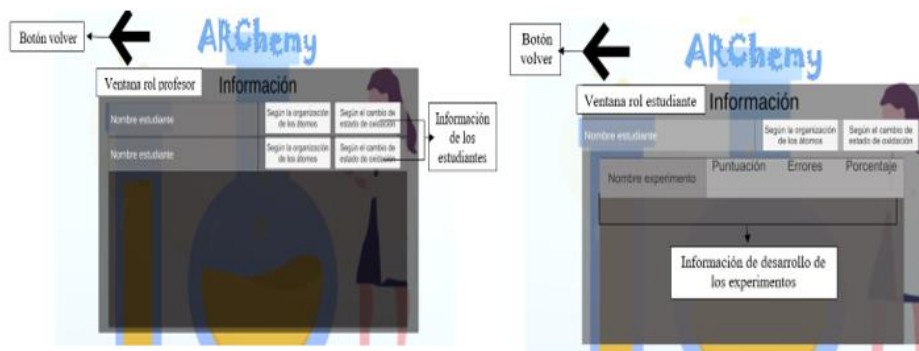 Botón volver
ARChemy
Ventana rol profesor
Información
Nombre estudiante
Según la organización
de los átomos
Según el cambio de
estado de oxidación
Nombre estudiante
Según la organización
de los átomos
Según el cambio de
estado de oxidación
Información
de los
estudiantes
Botón
volver
ARChemy
Ventana rol estudiante
Información
Nombre estudiante
Según la organización
de los átomos
Según el cambio de
estado de oxidación
Nombre experimento
Puntuación
Errores
Porcentaje
Información de desarrollo de
los experimentos